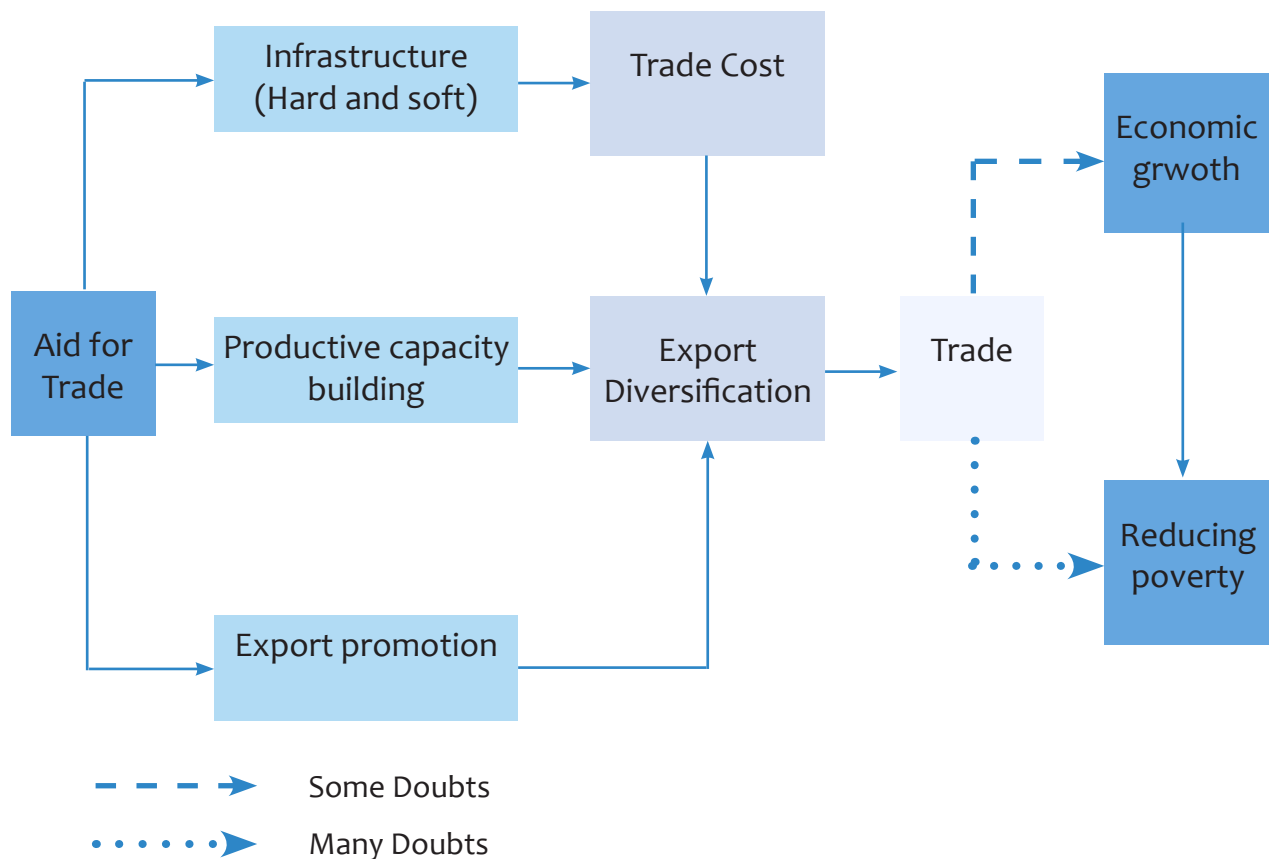 Infrastructure
(Hard and soft)
Trade Cost
Economic
grwoth
Aid for
Trade
Productive capacity
building
Export
Diversification
Trade
Reducing
poverty
Export promotion
Some Doubts
Many Doubts